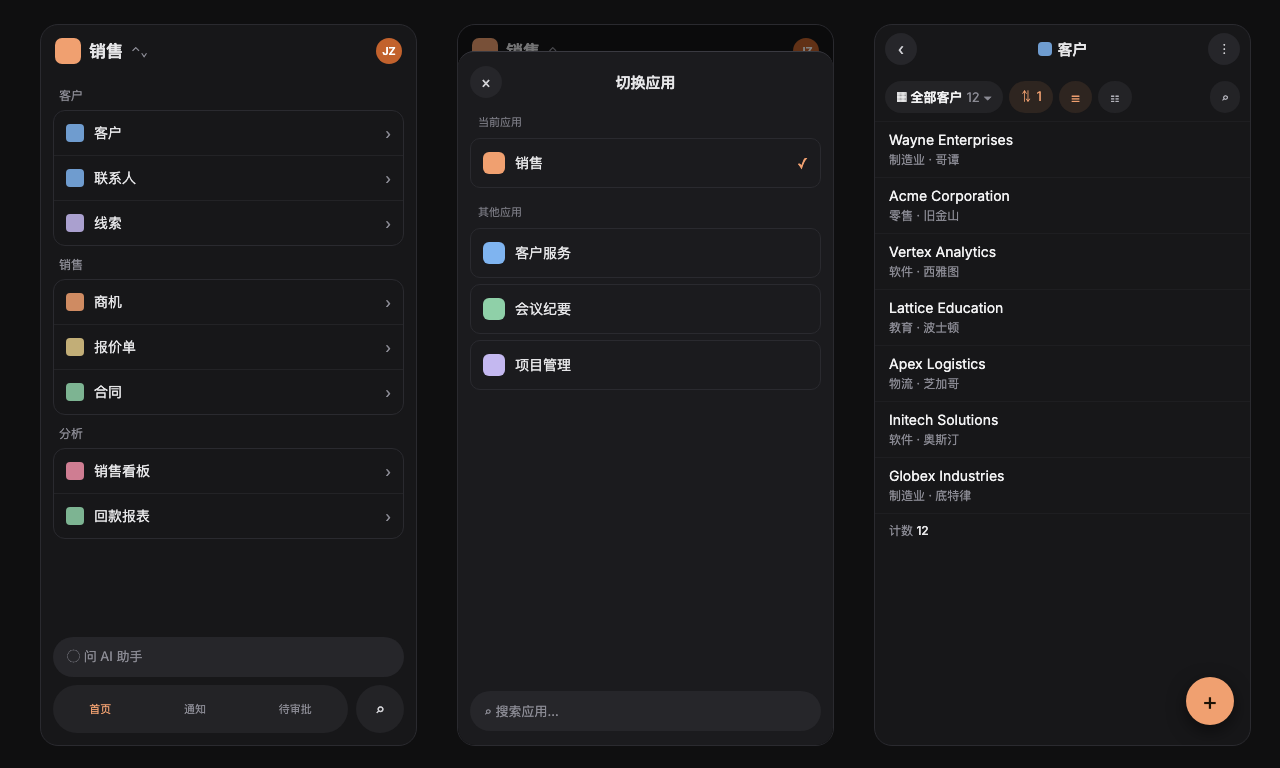 销售
JZ
客户
客户
联系人
线索
销售
商机
报价单
合同
分析
销售看板
回款报表
问 AI 助手
首页
通知
待审批
销售
JZ
切换应用
当前应用
销售
其他应用
客户服务
会议纪要
项目管理
搜索应用...
客户
全部客户 12
1
Wayne Enterprises
制造业 · 哥谭
Acme Corporation
零售 · 旧金山
Vertex Analytics
软件 · 西雅图
Lattice Education
教育 · 波士顿
Apex Logistics
物流 · 芝加哥
Initech Solutions
软件 · 奥斯汀
Globex Industries
制造业 · 底特律
计数 12